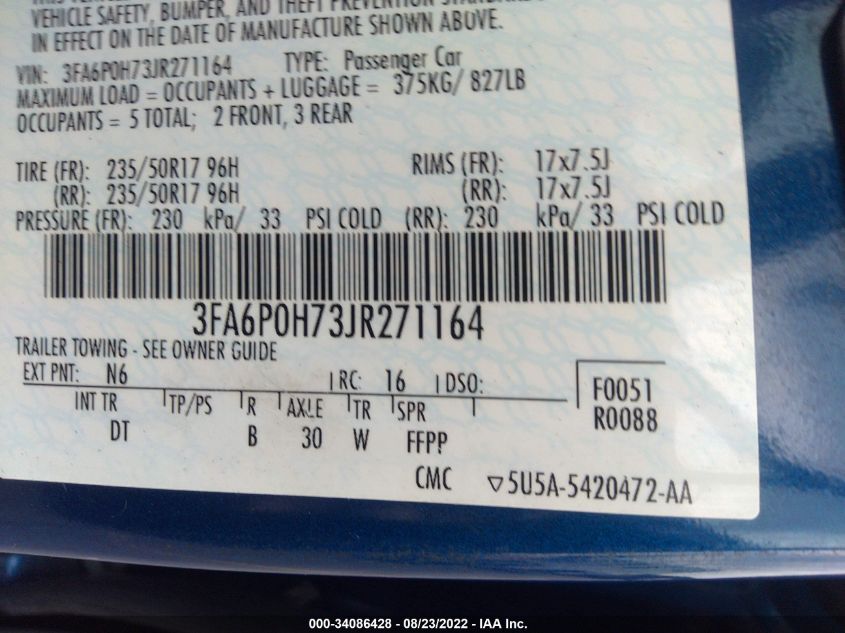 VEHICLE SAFETY, BUMPER, AND THEFT PREVENTION STANDARDS
IN EFFECT ON THE DATE OF MANUFACTURE SHOWN ABOVE.
VIN: 3FA6P0H73JR271164 TYPE: Passenger Car
MAXIMUM LOAD = OCCUPANTS + LUGGAGE = 375KG/ 827LB
OCCUPANTS = 5 TOTAL; 2 FRONT, 3 REAR
TIRE (FR): 235/50R17 96H RIMS (FR): 17x7.5J
(RR): 235/50R17 96H (RR): 17x7.5J
PRESSURE (FR): 230 kPa/ 33 PSI COLD (RR): 230 kPa/ 33 PSI COLD
3FA6P0H73JR271164
TRAILER TOWING - SEE OWNER GUIDE
EXT PNT: N6 RC: 16 DSO: F0051
INT TR TP/PS R AXLE TR SPR R0088
DT B 30 W FFPP
CMC ▽5U5A-5420472-AA
000-34086428 - 08/23/2022 - IAA Inc.